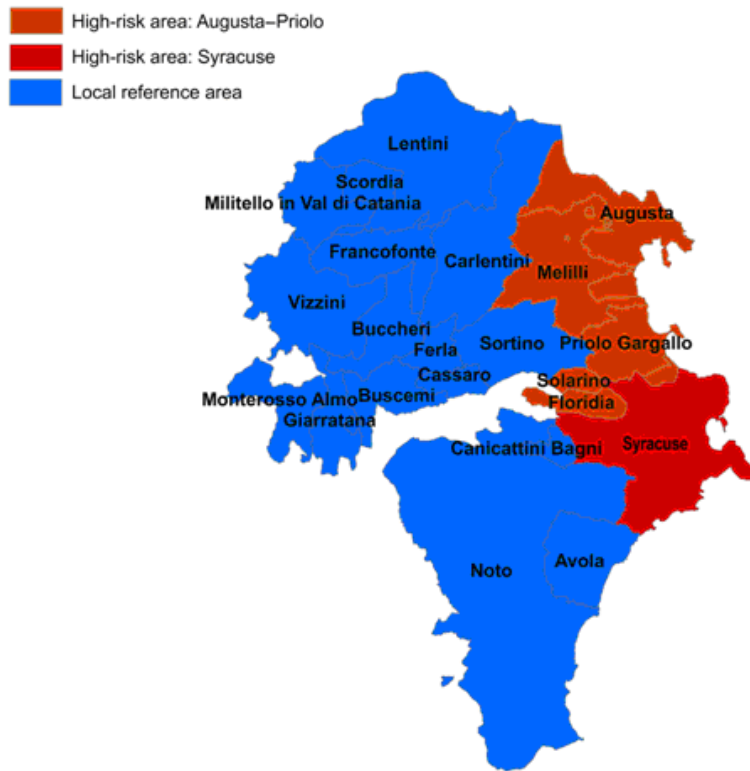 High-risk area: Augusta–Priolo
High-risk area: Syracuse
Local reference area
Lentini
Scordia
Militello in Val di Catania
Augusta
Francofonte
Carlentini
Melilli
Vizzini
Buccheri
Ferla
Sortino
Priolo Gargallo
Cassaro
Solarino
Monterosso Almo
Buscemi
Floridia
Giarratana
Canicattini Bagni
Syracuse
Noto
Avola